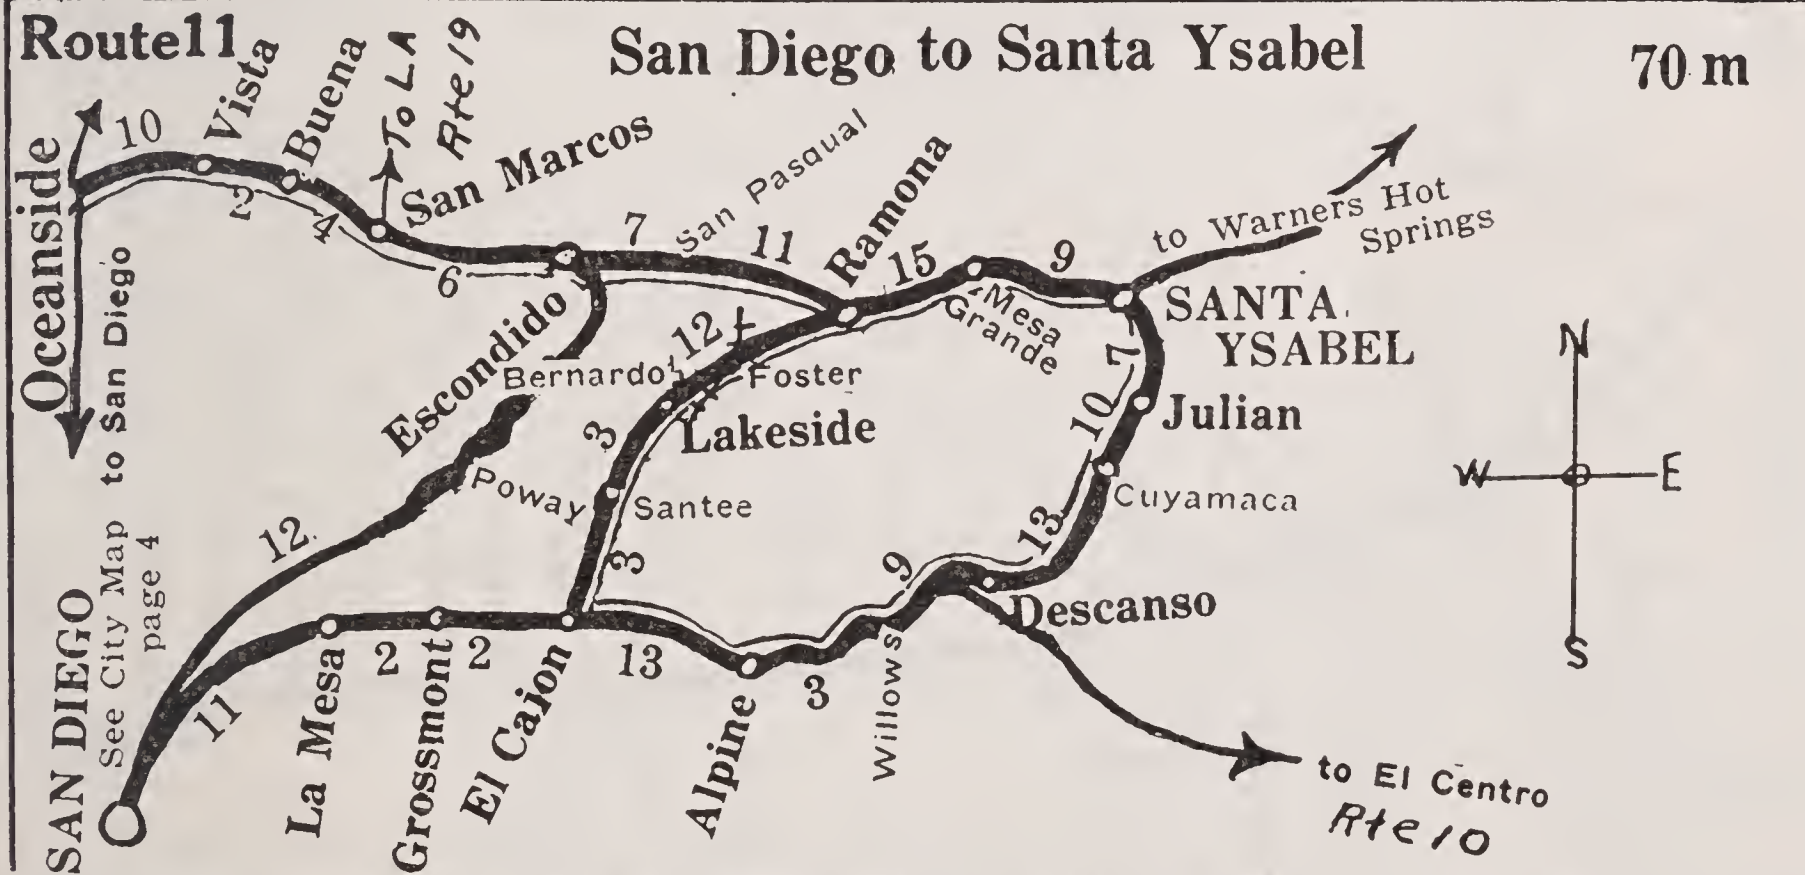 Route 11
San Diego to Santa Ysabel
70 m
Oceanside
10
Vista
2
Buena
4
To LA
Rte 19
San Marcos
6
7
San Pasqual
11
Ramona
15
Mesa
Grande
9
to Warners Hot
Springs
SANTA
YSABEL
7
Julian
10
Cuyamaca
13
Descanso
9
Willows
3
Alpine
13
El Cajon
2
Grossmont
2
La Mesa
11
SAN DIEGO
See City Map
page 4
to San Diego
12
Poway
Escondido
Bernardo
12
Foster
Lakeside
3
Santee
3
to El Centro
Rte 10
N
W
E
S